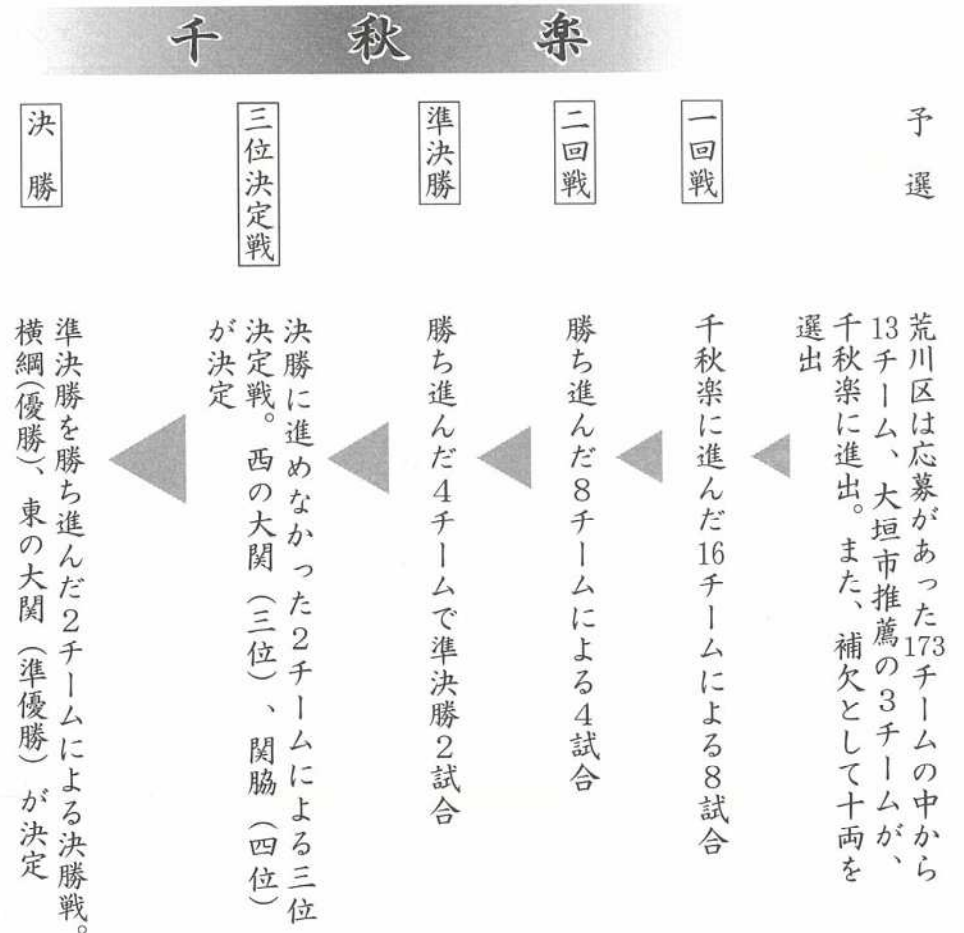 千秋楽
予選
荒川区は応募があった173チームの中から
13チーム、大垣市推薦の3チームが、
千秋楽に進出。また、補欠として十両を
選出
一回戦
千秋楽に進んだ16チームによる8試合
二回戦
勝ち進んだ8チームによる4試合
準決勝
勝ち進んだ4チームで準決勝2試合
三位決定戦
決勝に進めなかった2チームによる三位
決定戦。西の大関（三位）、関脇（四位）
が決定
決勝
準決勝を勝ち進んだ2チームによる決勝戦。
横綱(優勝)、東の大関（準優勝）が決定